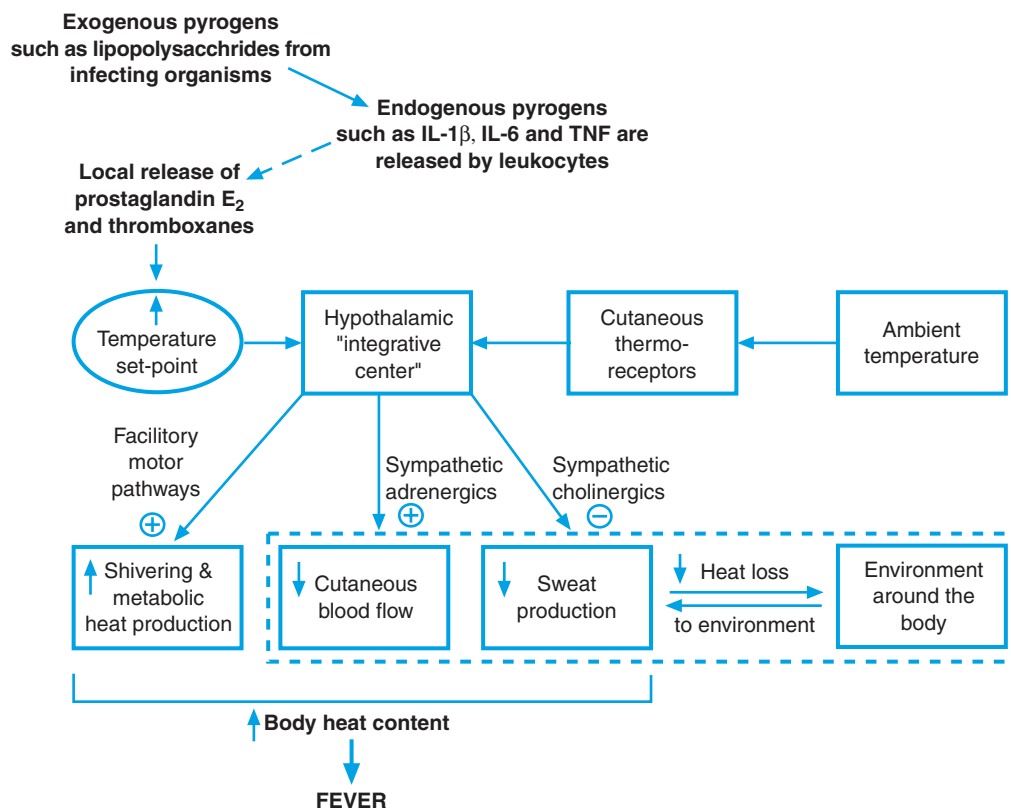 Exogenous pyrogens
such as lipopolysacchrides from
infecting organisms
Endogenous pyrogens
such as IL-1β, IL-6 and TNF are
released by leukocytes
Local release of
prostaglandin E₂
and thromboxanes
Temperature
set-point
Hypothalamic
"integrative
center"
Cutaneous
thermo-
receptors
Ambient
temperature
Facilitory
motor
pathways
+
Sympathetic
adrenergics
+
Sympathetic
cholinergics
−
Shivering &
metabolic
heat production
Cutaneous
blood flow
Sweat
production
Heat loss
to environment
Environment
around the
body
Body heat content
FEVER